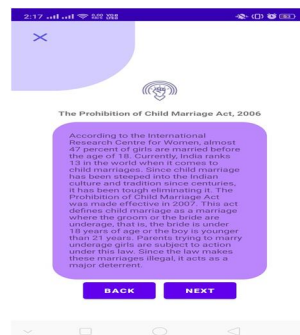 2:17
The Prohibition of Child Marriage Act, 2006
According to the International
Research Centre for Women, almost
47 percent of girls are married before
the age of 18. Currently, India ranks
13 in the world when it comes to
child marriages. Since child marriage
has been steeped into the Indian
culture and tradition since centuries,
it has been tough eliminating it. The
Prohibition of Child Marriage Act
was made effective in 2007. This act
defines child marriage as a marriage
where the groom or the bride are
underage, that is, the bride is under
18 years of age or the boy is younger
than 21 years. Parents trying to marry
underage girls are subject to action
under this law. Since the law makes
these marriages illegal, it acts as a
major deterrent.
BACK NEXT